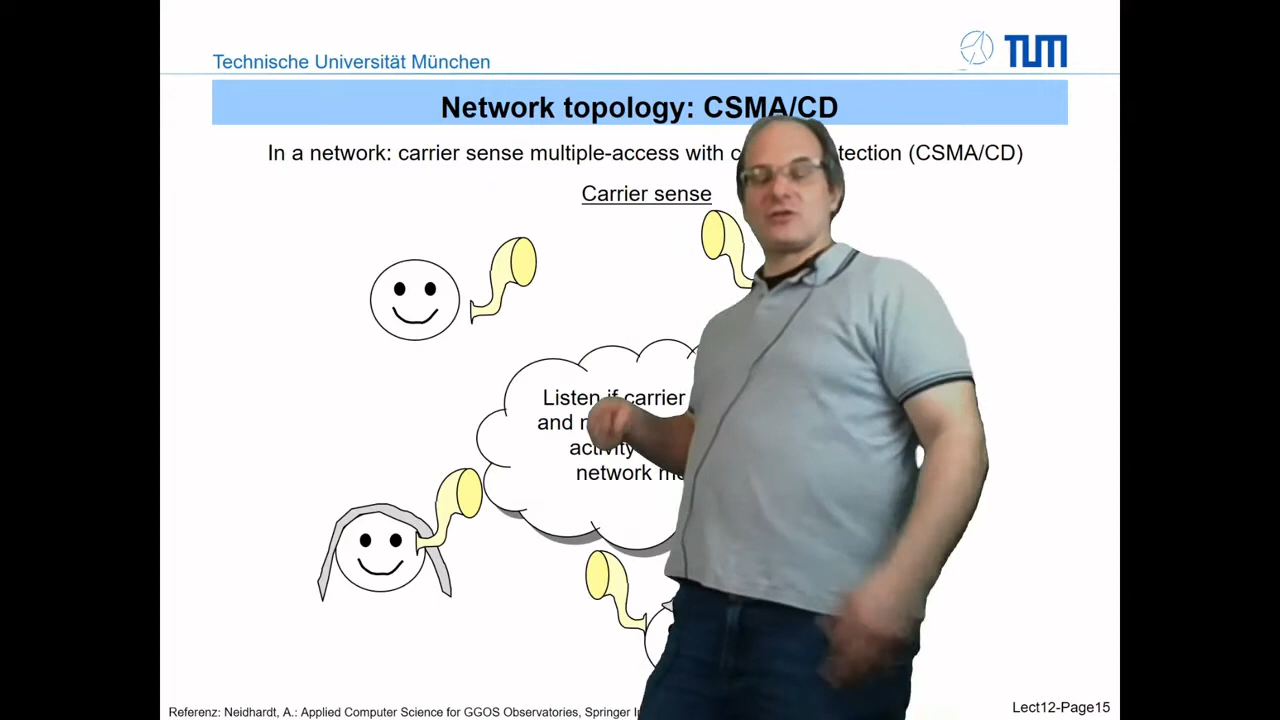 Technische Universität München
TUM
Network topology: CSMA/CD
In a network: carrier sense multiple-access with tection (CSMA/CD)
Carrier sense
Listen if carrier
and
activity
network
Referenz: Neidhardt, A.: Applied Computer Science for GGOS Observatories, Springer
Lect12-Page15